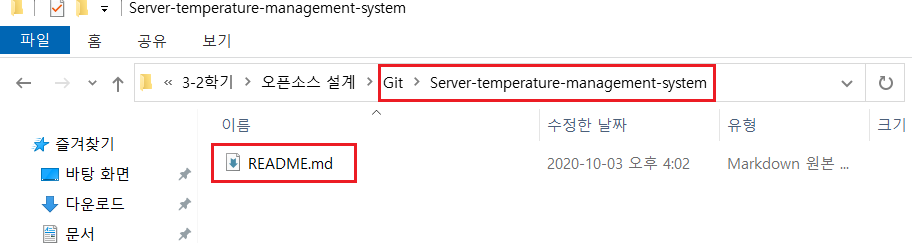 Server-temperature-management-system
파일 홈 공유 보기
« 3-2학기 > 오픈소스 설계 > Git > Server-temperature-management-system
이름 수정한 날짜 유형 크기
즐겨찾기
README.md 2020-10-03 오후 4:02 Markdown 원본 ...
바탕 화면
다운로드
문서